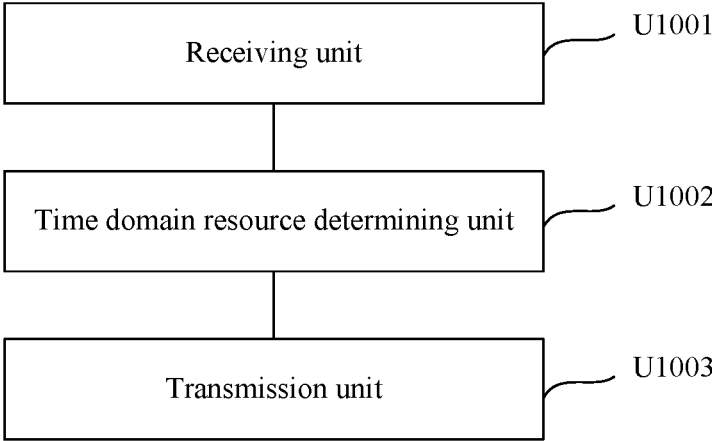 U1001
Receiving unit
U1002
Time domain resource determining unit
U1003
Transmission unit